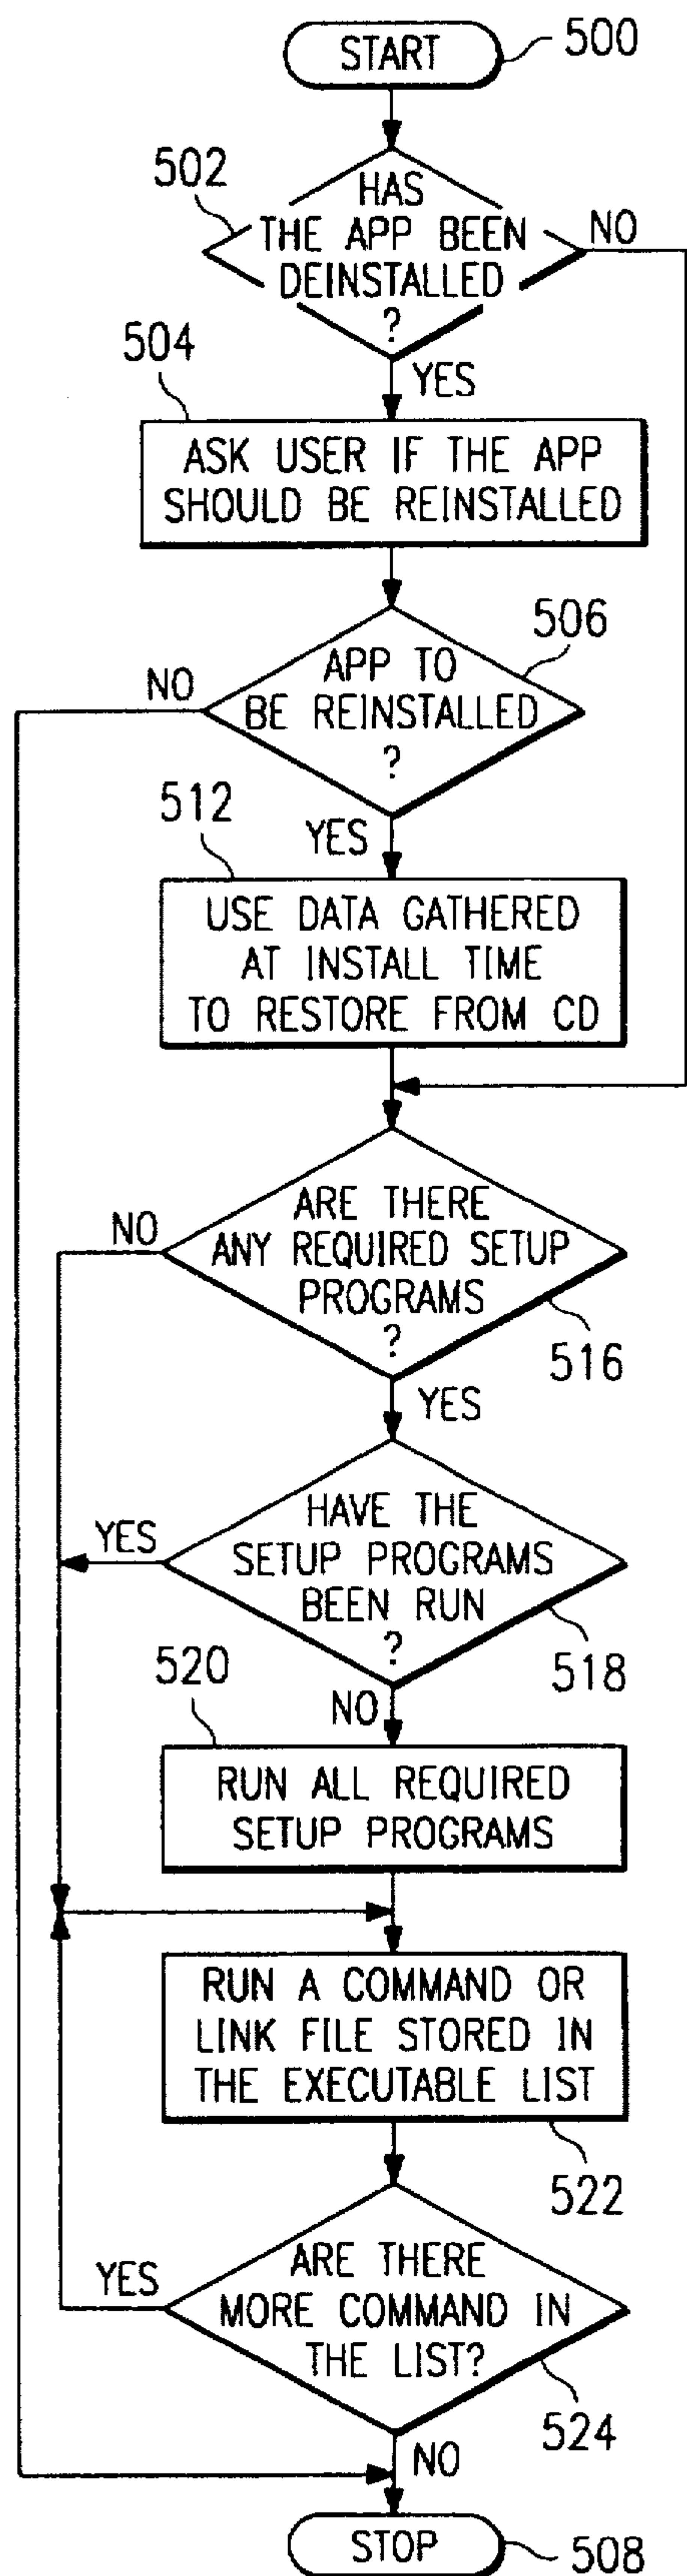 START
500
502
HAS
THE APP BEEN
DEINSTALLED
?
NO
YES
504
ASK USER IF THE APP
SHOULD BE REINSTALLED
506
APP TO
BE REINSTALLED
?
NO
YES
512
USE DATA GATHERED
AT INSTALL TIME
TO RESTORE FROM CD
ARE THERE
ANY REQUIRED SETUP
PROGRAMS
?
NO
516
YES
HAVE THE
SETUP PROGRAMS
BEEN RUN
?
YES
518
NO
520
RUN ALL REQUIRED
SETUP PROGRAMS
RUN A COMMAND OR
LINK FILE STORED IN
THE EXECUTABLE LIST
522
ARE THERE
MORE COMMAND IN
THE LIST?
YES
524
NO
STOP
508